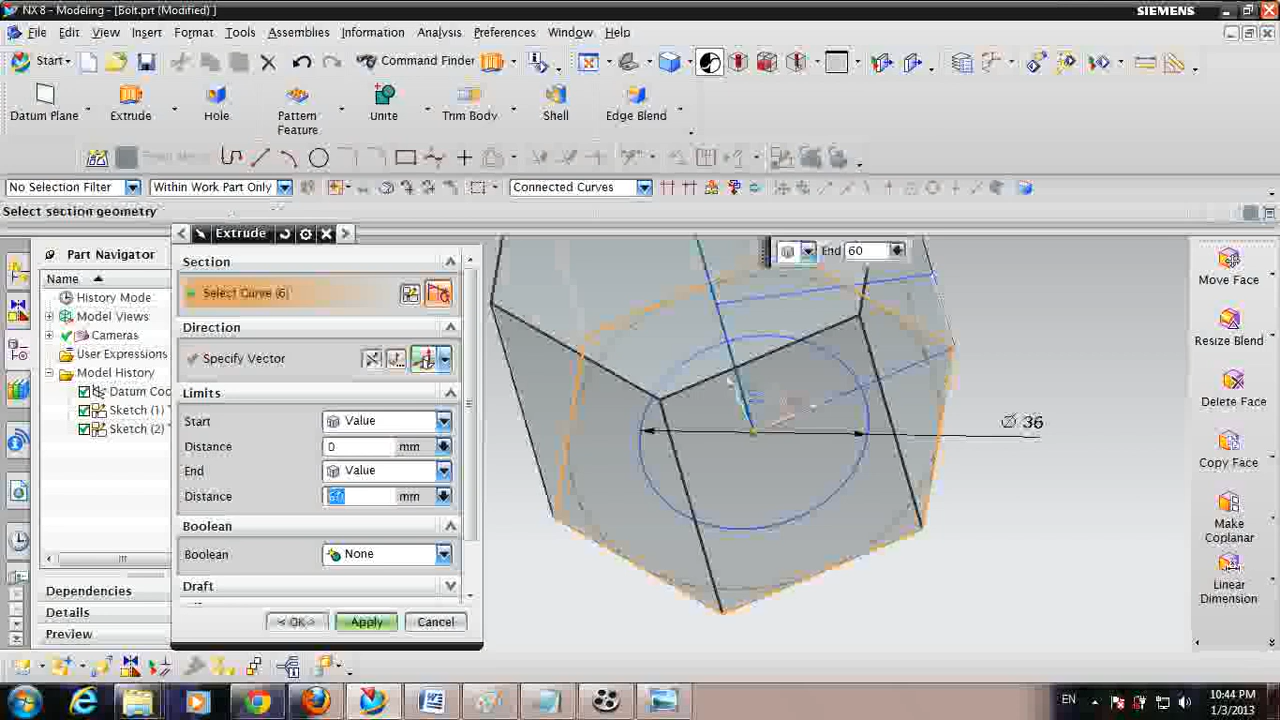 NX 8 - Modeling - [Bolt.prt (Modified) ]
SIEMENS
File Edit View Insert Format Tools Assemblies Information Analysis Preferences Window Help
Start
Command Finder
Datum Plane
Extrude
Hole
Pattern Feature
Unite
Trim Body
Shell
Edge Blend
No Selection Filter
Within Work Part Only
Connected Curves
Select section geometry
Part Navigator
Name
History Mode
Model Views
Cameras
User Expressions
Model History
Datum Coo
Sketch (1)
Sketch (2)
Dependencies
Details
Preview
Extrude
Section
Select Curve (6)
Direction
Specify Vector
Limits
Start Value
Distance 0 mm
End Value
Distance 60 mm
Boolean
Boolean None
Draft
< OK >
Apply
Cancel
End 60
Ø 36
Move Face
Resize Blend
Delete Face
Copy Face
Make Coplanar
Linear Dimension
EN
10:44 PM
1/3/2013